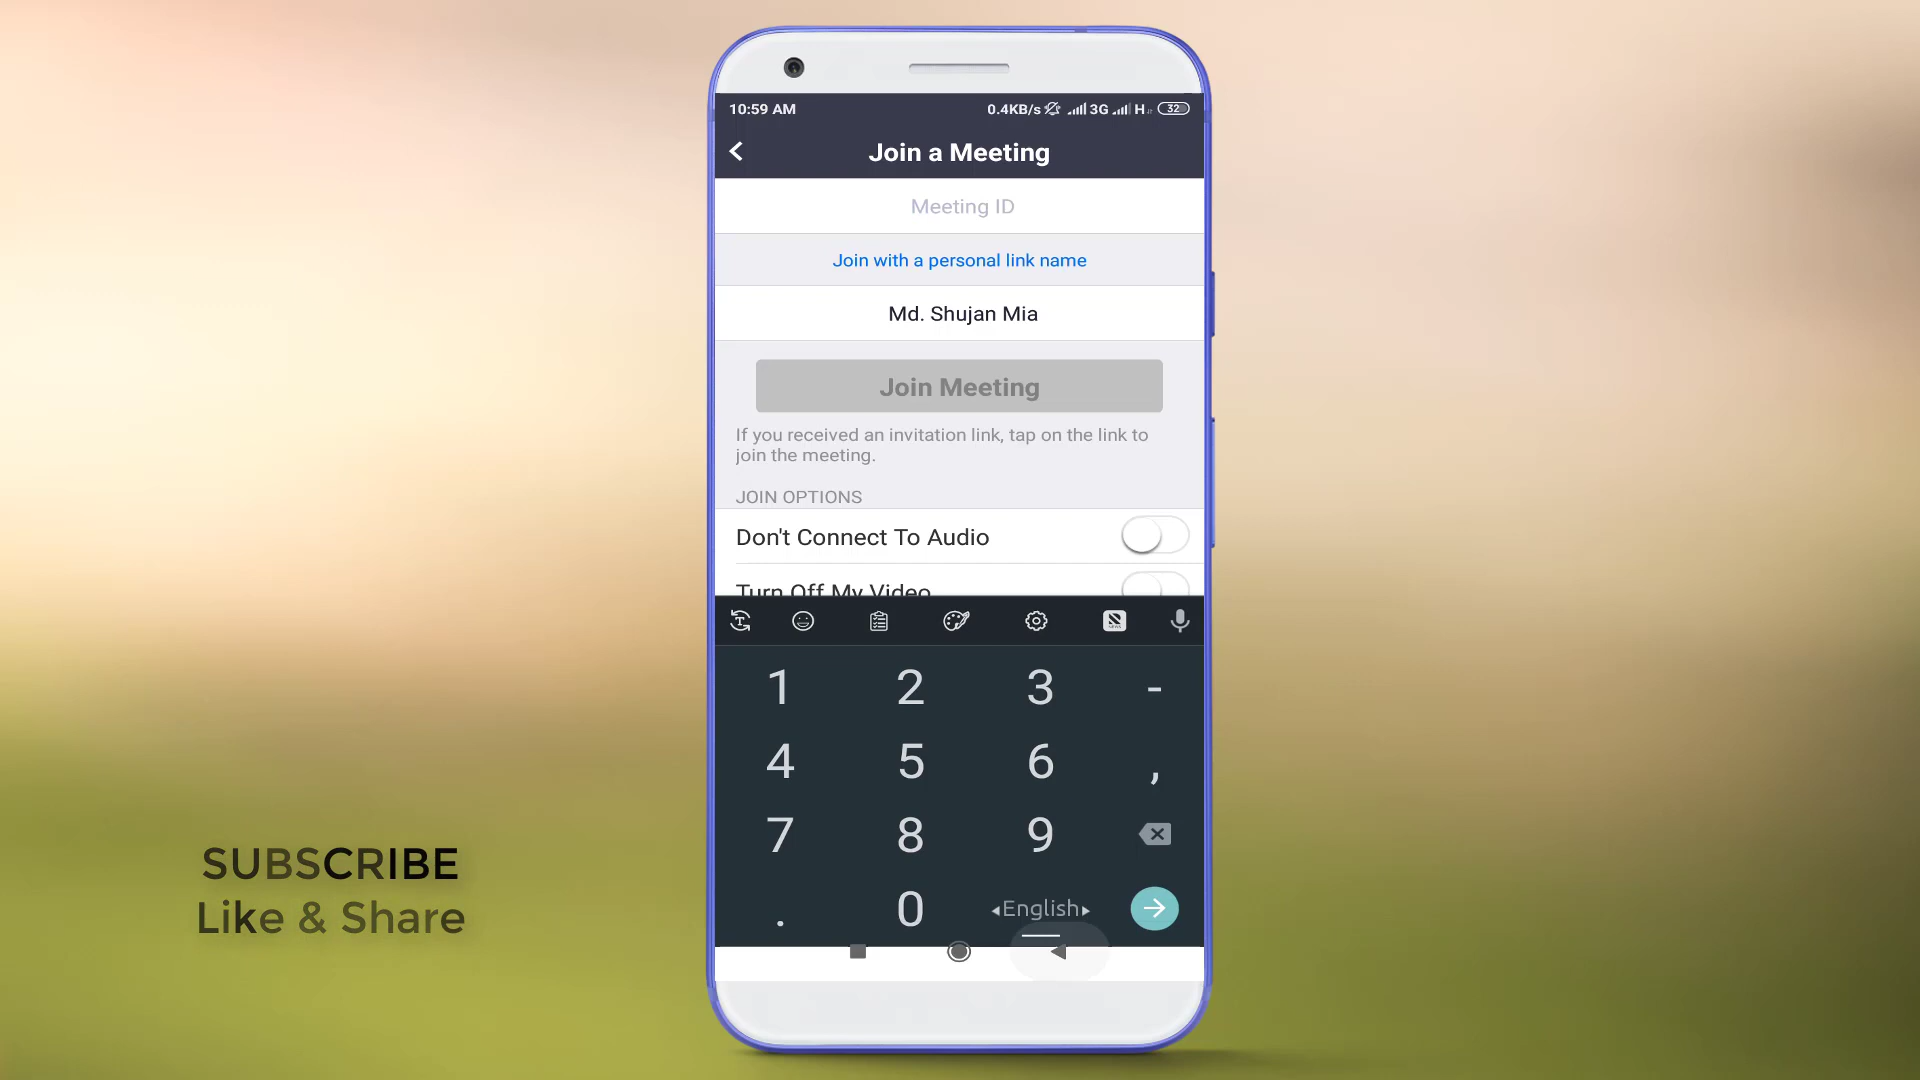 10:59 AM 0.4KB/s 3G H 32
Join a Meeting
Meeting ID
Join with a personal link name
Md. Shujan Mia
Join Meeting
If you received an invitation link, tap on the link to
join the meeting.
JOIN OPTIONS
Don't Connect To Audio
Turn Off My Video
1 2 3 -
4 5 6 ,
7 8 9
. 0 English
SUBSCRIBE
Like & Share